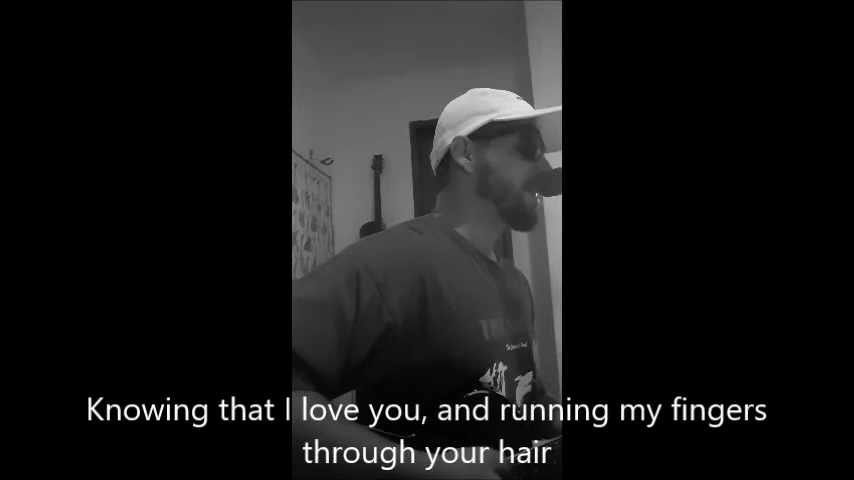 Knowing that I love you, and running my fingers
through your hair